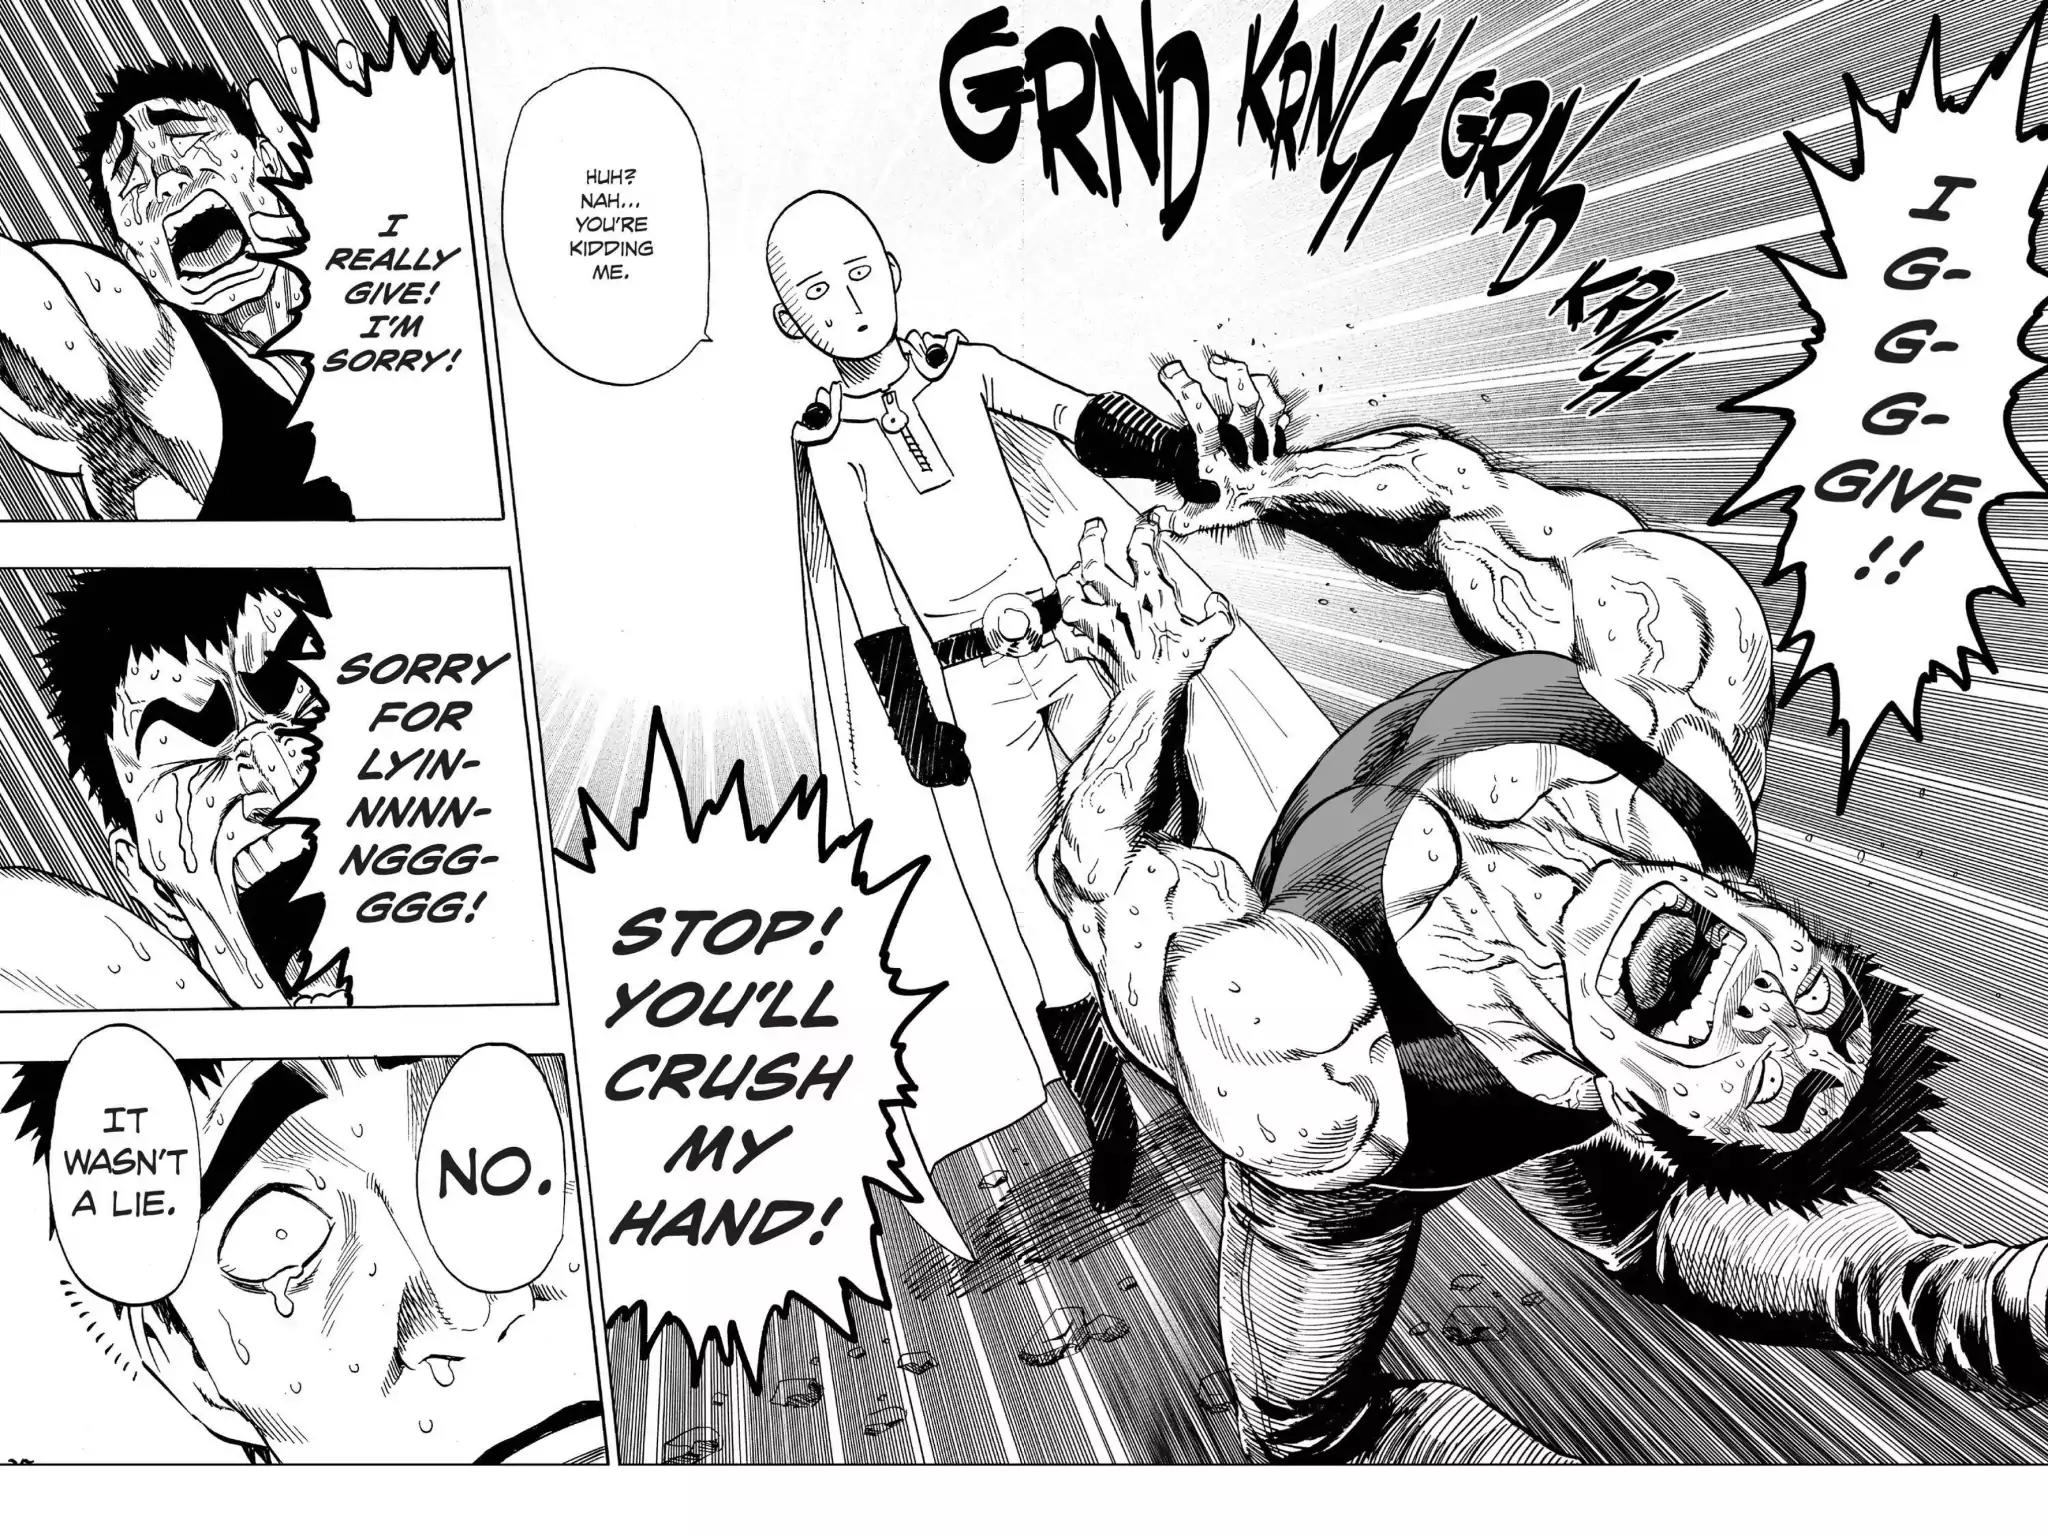 I
G-
G-
G-
GIVE
!!
GRND
KRNCH
GRND
KRNCH
HUH?
NAH...
YOU'RE
KIDDING
ME.
STOP!
YOU'LL
CRUSH
MY
HAND!
I
REALLY
GIVE!
I'M
SORRY!
SORRY
FOR
LYIN-
NNNN-
NGGG-
GGG!
NO.
IT
WASN'T
A LIE.